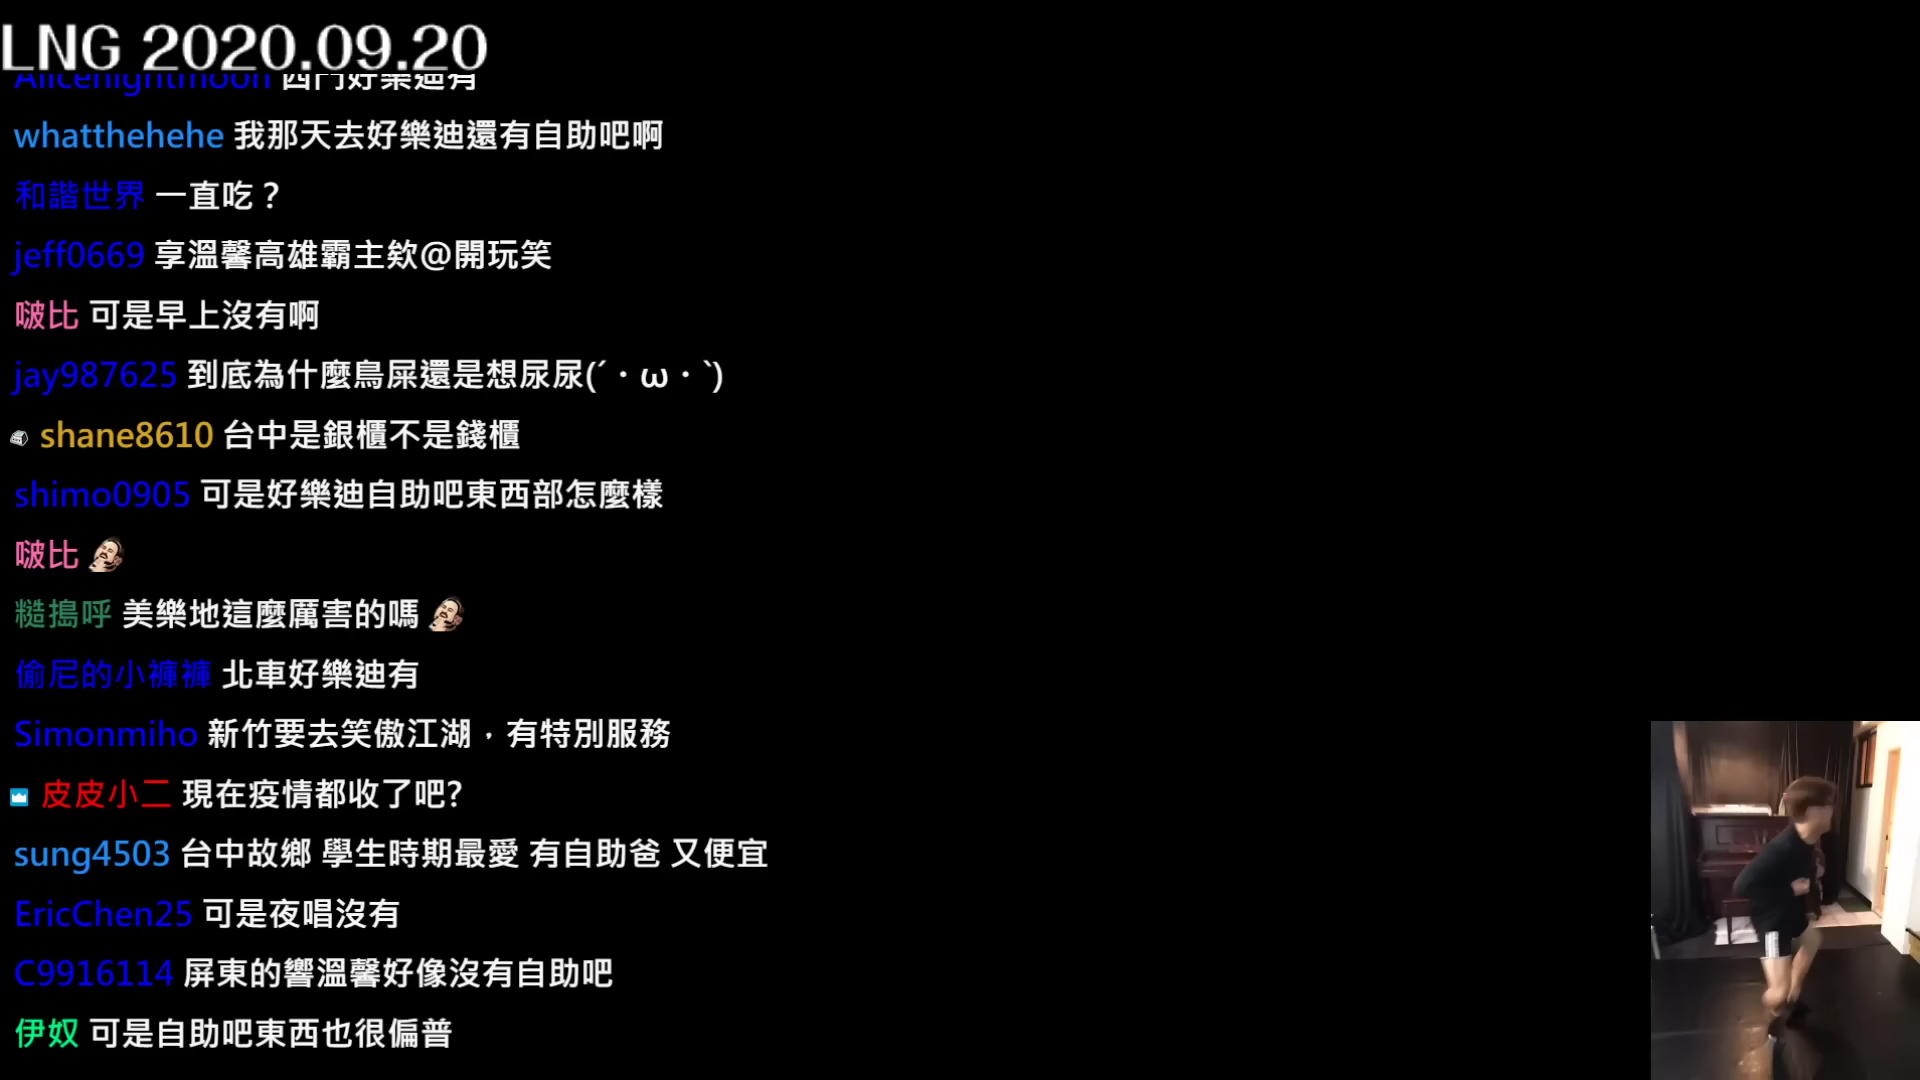 LNG 2020.09.20
Alicenightmoon 西門好樂迪有
whatthehehe 我那天去好樂迪還有自助吧啊
和諧世界 一直吃？
jeff0669 享溫馨高雄霸主欸@開玩笑
啵比 可是早上沒有啊
jay987625 到底為什麼鳥屎還是想尿尿(´・ω・`)
shane8610 台中是銀櫃不是錢櫃
shimo0905 可是好樂迪自助吧東西部怎麼樣
啵比
糙搗呼 美樂地這麼厲害的嗎
偷尼的小褲褲 北車好樂迪有
Simonmiho 新竹要去笑傲江湖，有特別服務
皮皮小二 現在疫情都收了吧?
sung4503 台中故鄉 學生時期最愛 有自助爸 又便宜
EricChen25 可是夜唱沒有
C9916114 屏東的響溫馨好像沒有自助吧
伊奴 可是自助吧東西也很偏普